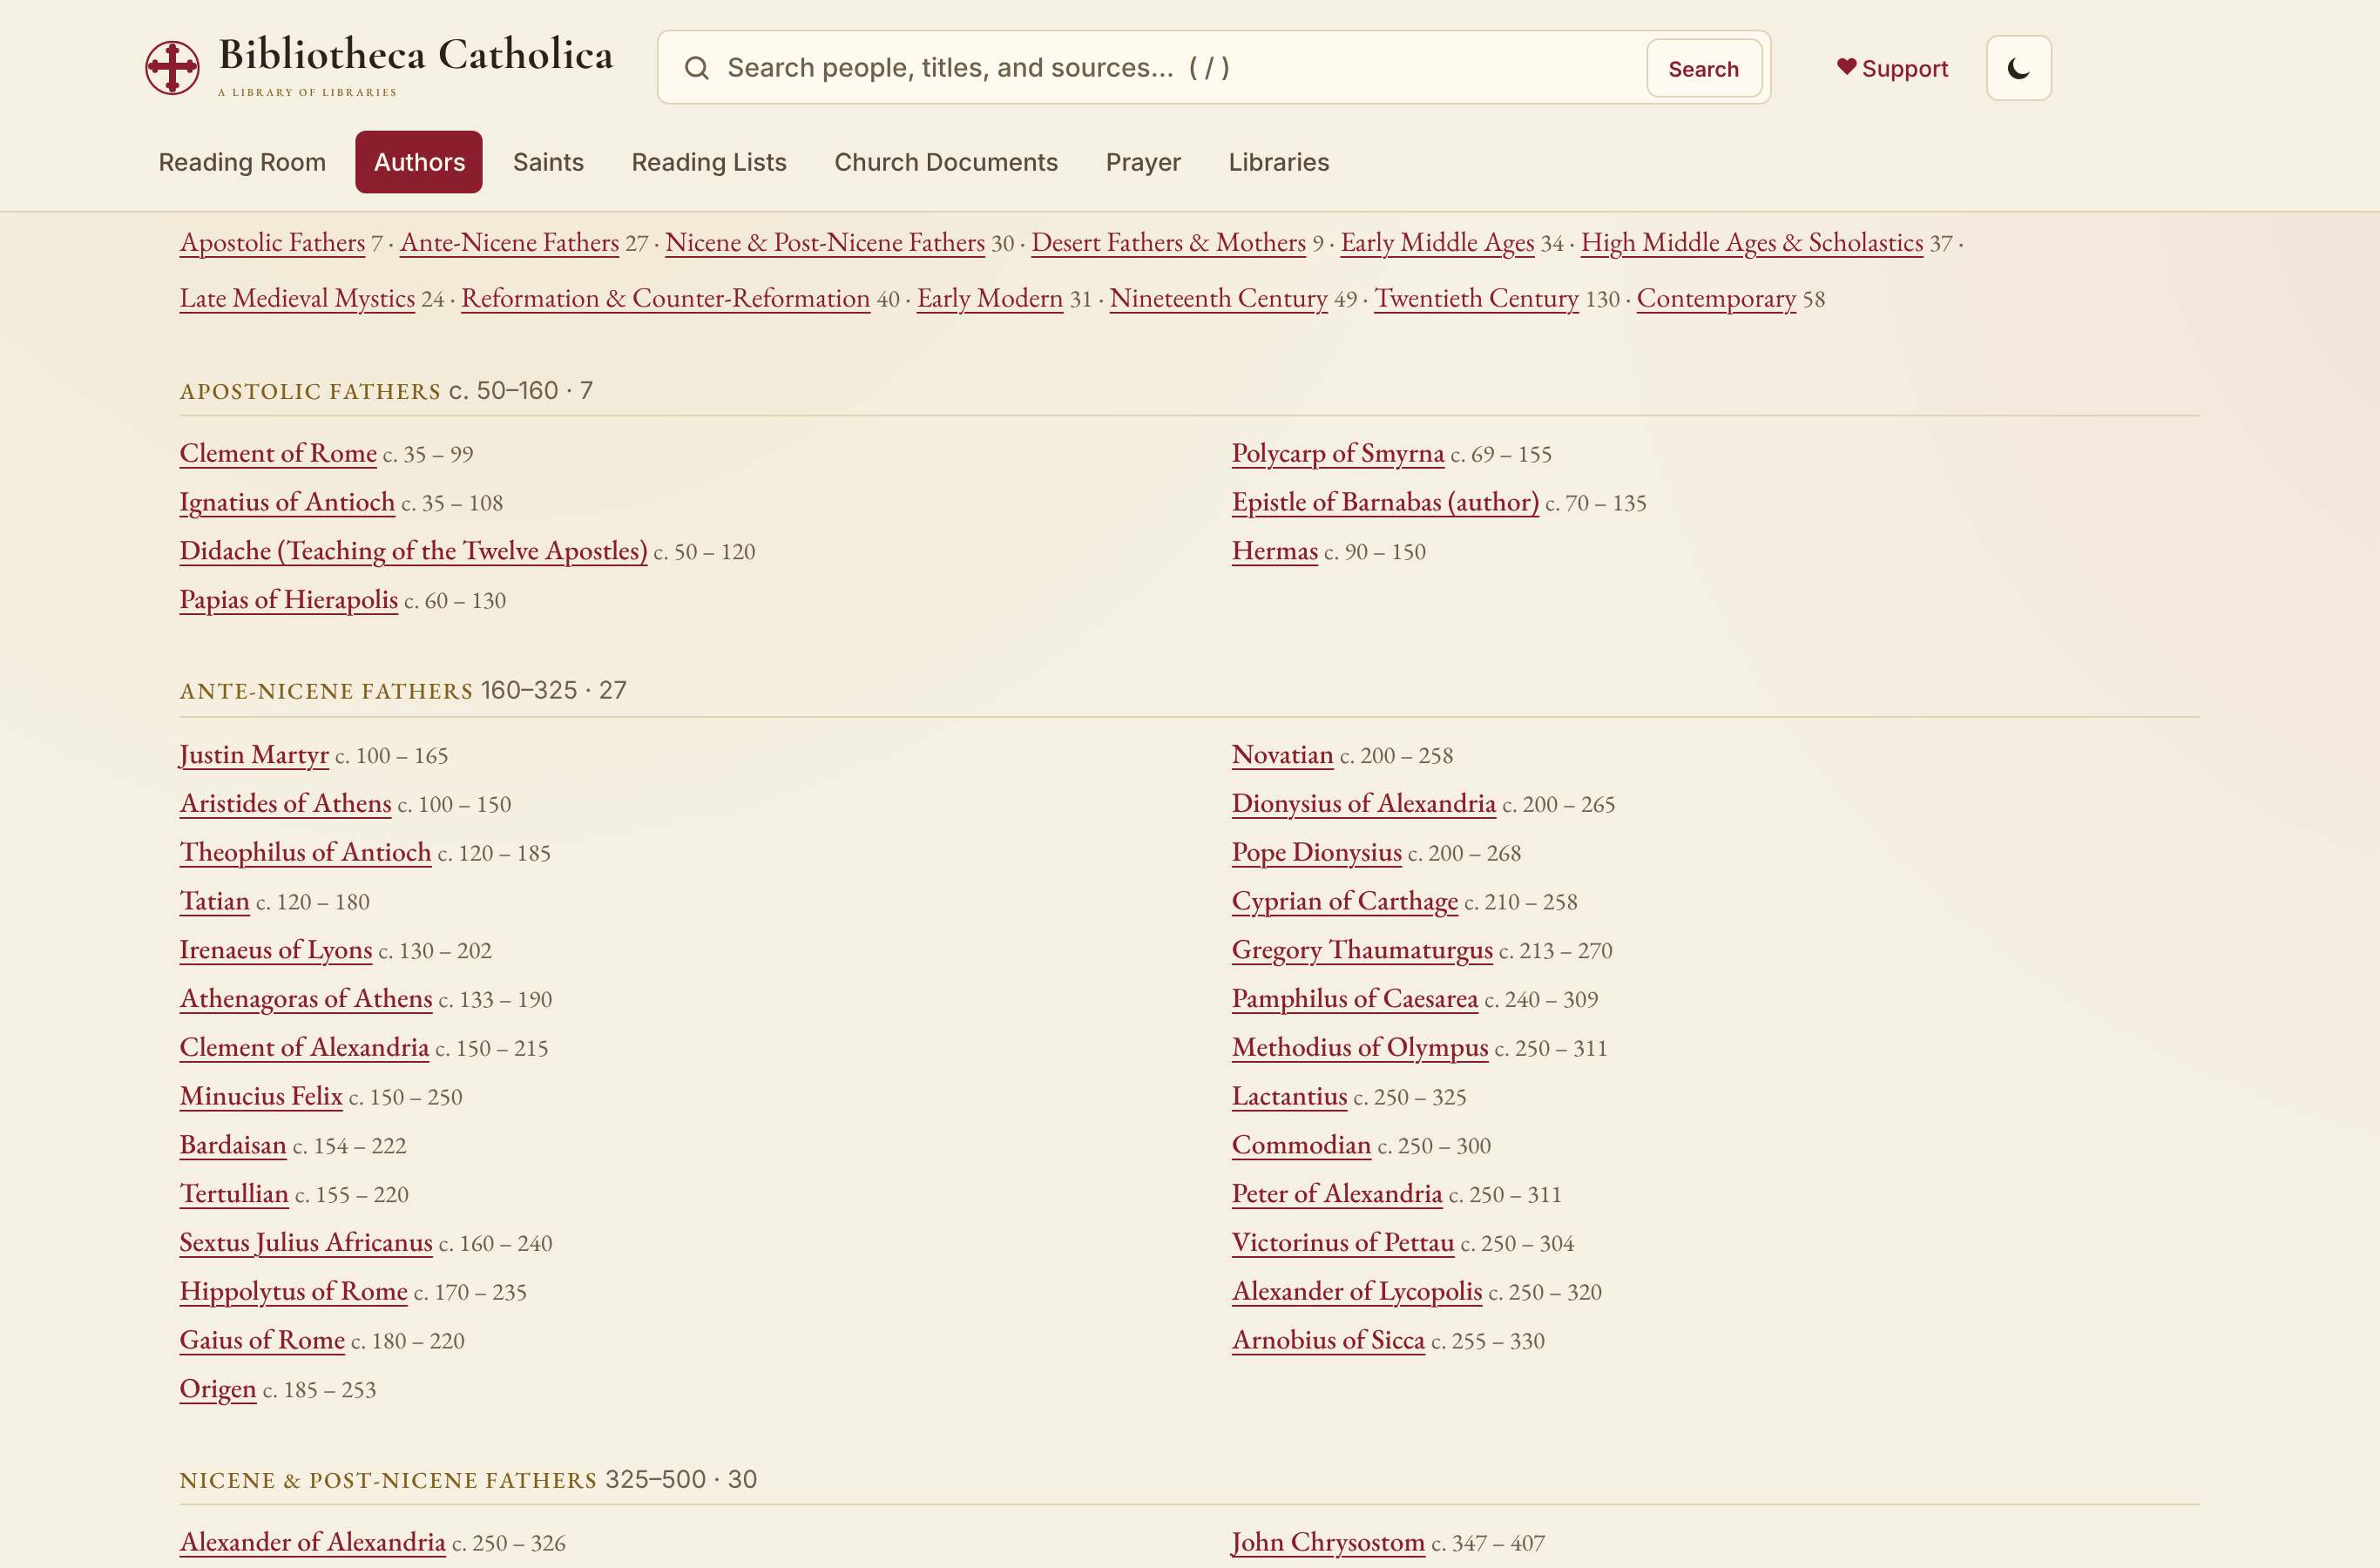 Bibliotheca Catholica
A LIBRARY OF LIBRARIES
Search people, titles, and sources... ( / )
Search
Support
Reading Room Authors Saints Reading Lists Church Documents Prayer Libraries
Apostolic Fathers 7 · Ante-Nicene Fathers 27 · Nicene & Post-Nicene Fathers 30 · Desert Fathers & Mothers 9 · Early Middle Ages 34 · High Middle Ages & Scholastics 37 ·
Late Medieval Mystics 24 · Reformation & Counter-Reformation 40 · Early Modern 31 · Nineteenth Century 49 · Twentieth Century 130 · Contemporary 58
APOSTOLIC FATHERS c. 50–160 · 7
Clement of Rome c. 35 – 99
Ignatius of Antioch c. 35 – 108
Didache (Teaching of the Twelve Apostles) c. 50 – 120
Papias of Hierapolis c. 60 – 130
Polycarp of Smyrna c. 69 – 155
Epistle of Barnabas (author) c. 70 – 135
Hermas c. 90 – 150
ANTE-NICENE FATHERS 160–325 · 27
Justin Martyr c. 100 – 165
Aristides of Athens c. 100 – 150
Theophilus of Antioch c. 120 – 185
Tatian c. 120 – 180
Irenaeus of Lyons c. 130 – 202
Athenagoras of Athens c. 133 – 190
Clement of Alexandria c. 150 – 215
Minucius Felix c. 150 – 250
Bardaisan c. 154 – 222
Tertullian c. 155 – 220
Sextus Julius Africanus c. 160 – 240
Hippolytus of Rome c. 170 – 235
Gaius of Rome c. 180 – 220
Origen c. 185 – 253
Novatian c. 200 – 258
Dionysius of Alexandria c. 200 – 265
Pope Dionysius c. 200 – 268
Cyprian of Carthage c. 210 – 258
Gregory Thaumaturgus c. 213 – 270
Pamphilus of Caesarea c. 240 – 309
Methodius of Olympus c. 250 – 311
Lactantius c. 250 – 325
Commodian c. 250 – 300
Peter of Alexandria c. 250 – 311
Victorinus of Pettau c. 250 – 304
Alexander of Lycopolis c. 250 – 320
Arnobius of Sicca c. 255 – 330
NICENE & POST-NICENE FATHERS 325–500 · 30
Alexander of Alexandria c. 250 – 326
John Chrysostom c. 347 – 407